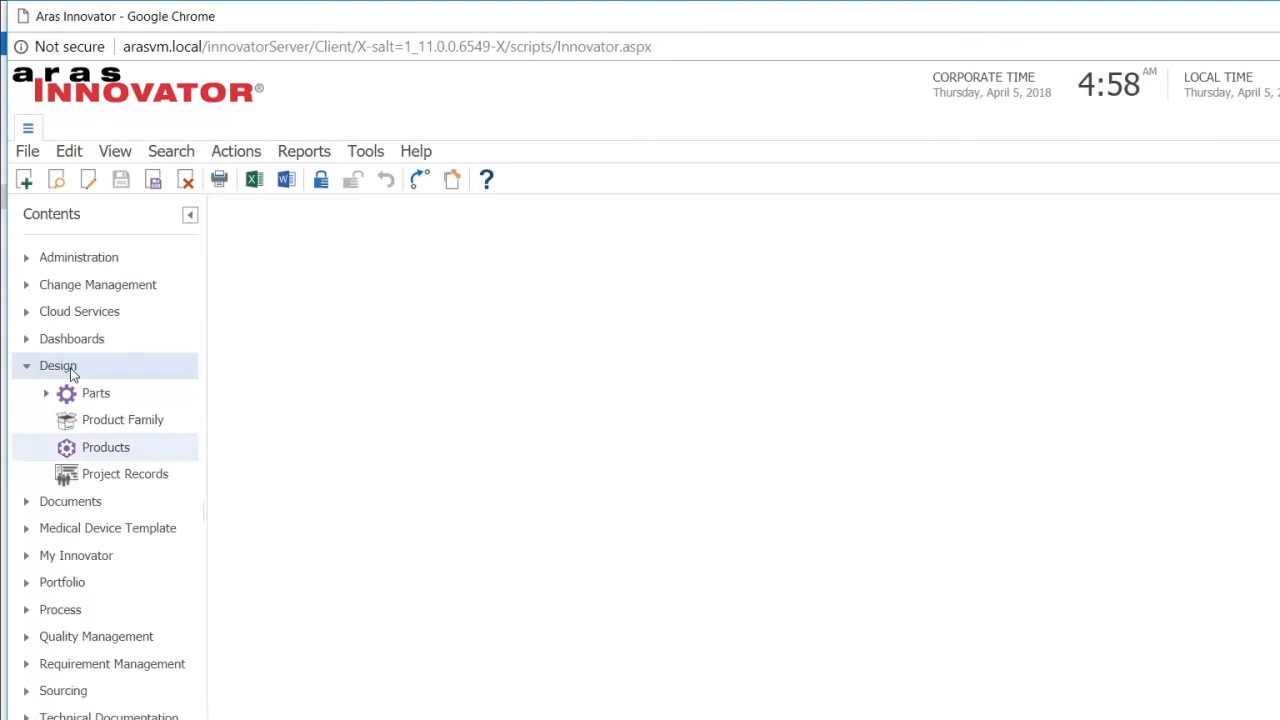 Aras Innovator - Google Chrome
Not secure arasvm.local/innovatorServer/Client/X-salt=1_11.0.0.6549-X/scripts/Innovator.aspx
aras
INNOVATOR®
CORPORATE TIME
Thursday, April 5, 2018
4:58 AM
LOCAL TIME
Thursday, April 5, 2
File Edit View Search Actions Reports Tools Help
Contents
Administration
Change Management
Cloud Services
Dashboards
Design
Parts
Product Family
Products
Project Records
Documents
Medical Device Template
My Innovator
Portfolio
Process
Quality Management
Requirement Management
Sourcing
Technical Documentation